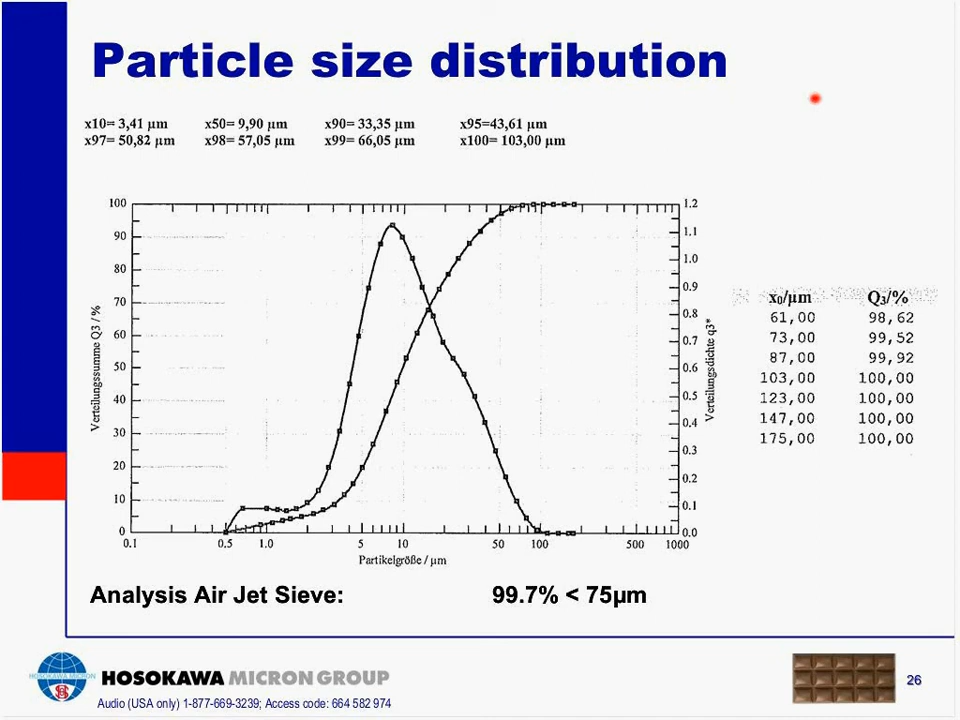 Particle size distribution
x10= 3,41 µm x50= 9,90 µm x90= 33,35 µm x95=43,61 µm
x97= 50,82 µm x98= 57,05 µm x99= 66,05 µm x100= 103,00 µm
100
90
80
70
60
50
40
30
20
10
0
Verteilungssumme Q3 / %
0.1 0.5 1.0 5 10 50 100 500 1000
Partikelgröße / µm
1.2
1.1
1.0
0.9
0.8
0.7
0.6
0.5
0.4
0.3
0.2
0.1
0.0
Verteilungsdichte q3*
x0/µm Q3/%
61,00 98,62
73,00 99,52
87,00 99,92
103,00 100,00
123,00 100,00
147,00 100,00
175,00 100,00
Analysis Air Jet Sieve: 99.7% < 75µm
HOSOKAWA MICRON
HOSOKAWA MICRON GROUP
26
Audio (USA only) 1-877-669-3239; Access code: 664 582 974